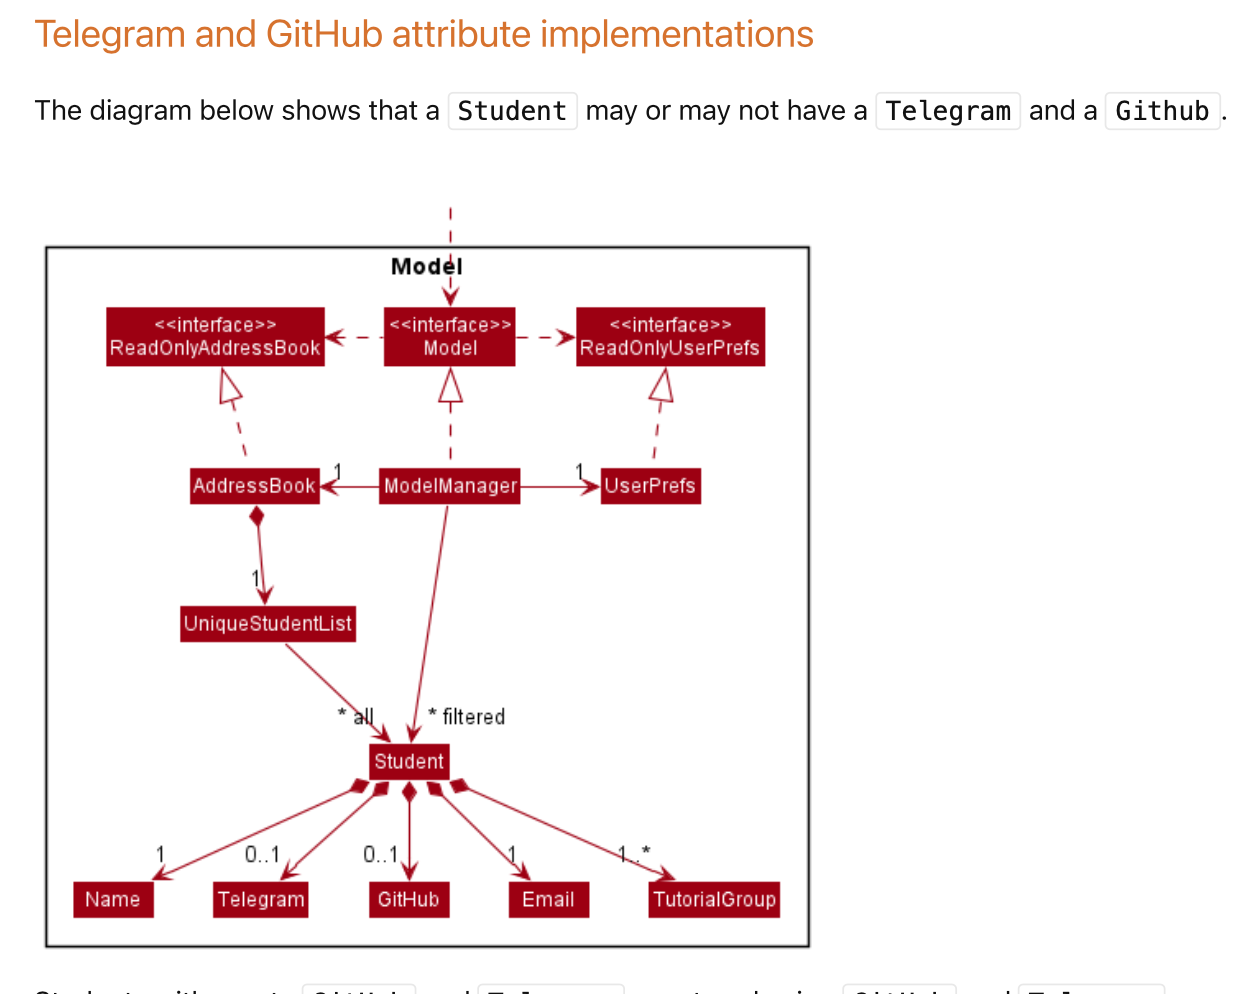 Telegram and GitHub attribute implementations
The diagram below shows that a Student may or may not have a Telegram and a Github.
Model
<<interface>>
ReadOnlyAddressBook
<<interface>>
Model
<<interface>>
ReadOnlyUserPrefs
AddressBook
1
ModelManager
1
UserPrefs
1
UniqueStudentList
* all
* filtered
Student
1
0..1
0..1
1
1..*
Name
Telegram
GitHub
Email
TutorialGroup